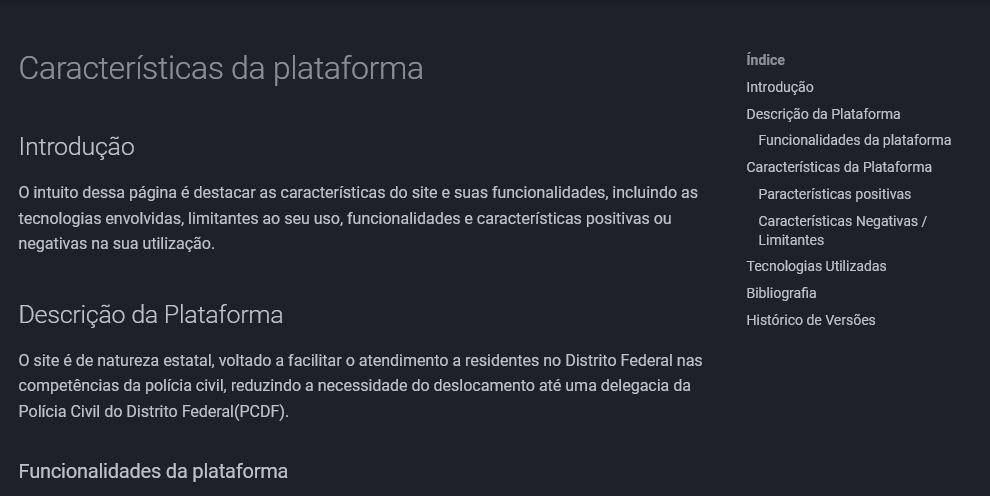 Características da plataforma
Introdução
O intuito dessa página é destacar as características do site e suas funcionalidades, incluindo as
tecnologias envolvidas, limitantes ao seu uso, funcionalidades e características positivas ou
negativas na sua utilização.
Descrição da Plataforma
O site é de natureza estatal, voltado a facilitar o atendimento a residentes no Distrito Federal nas
competências da polícia civil, reduzindo a necessidade do deslocamento até uma delegacia da
Polícia Civil do Distrito Federal(PCDF).
Funcionalidades da plataforma
Índice
Introdução
Descrição da Plataforma
Funcionalidades da plataforma
Características da Plataforma
Paracterísticas positivas
Características Negativas /
Limitantes
Tecnologias Utilizadas
Bibliografia
Histórico de Versões